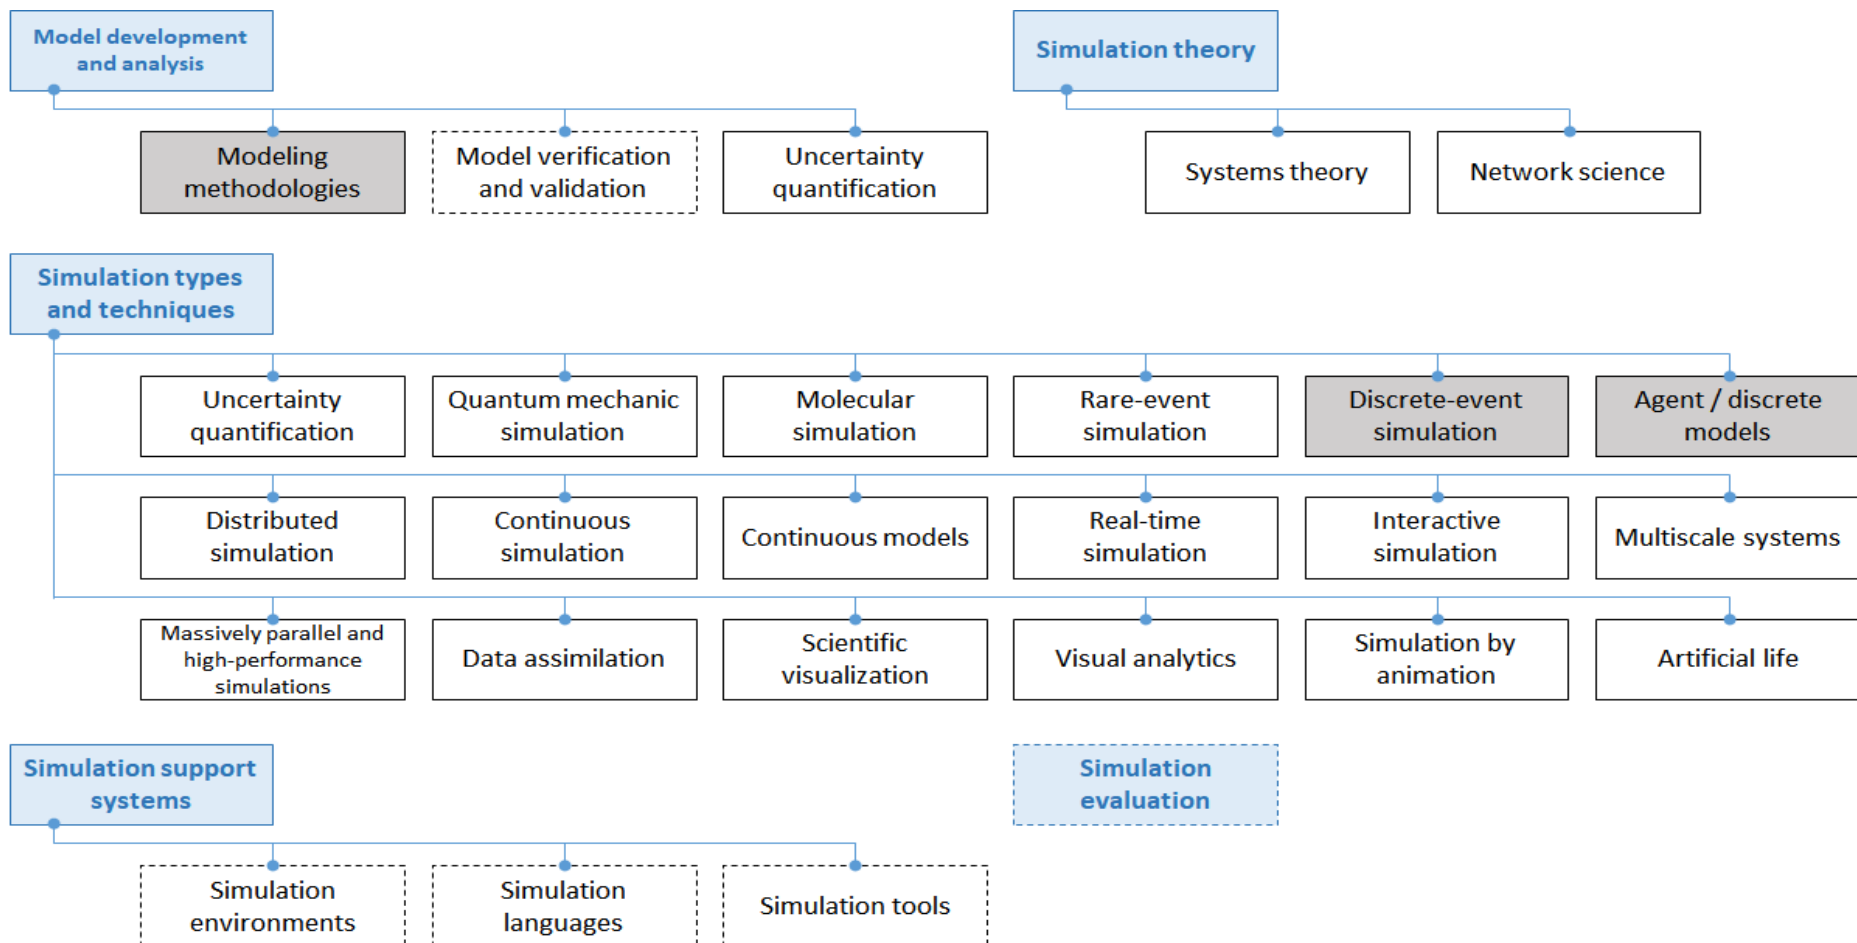 Model development
and analysis
Simulation theory
Modeling
methodologies
Model verification
and validation
Uncertainty
quantification
Systems theory
Network science
Simulation types
and techniques
Uncertainty
quantification
Quantum mechanic
simulation
Molecular
simulation
Rare-event
simulation
Discrete-event
simulation
Agent / discrete
models
Distributed
simulation
Continuous
simulation
Continuous models
Real-time
simulation
Interactive
simulation
Multiscale systems
Massively parallel and
high-performance
simulations
Data assimilation
Scientific
visualization
Visual analytics
Simulation by
animation
Artificial life
Simulation support
systems
Simulation
evaluation
Simulation
environments
Simulation
languages
Simulation tools